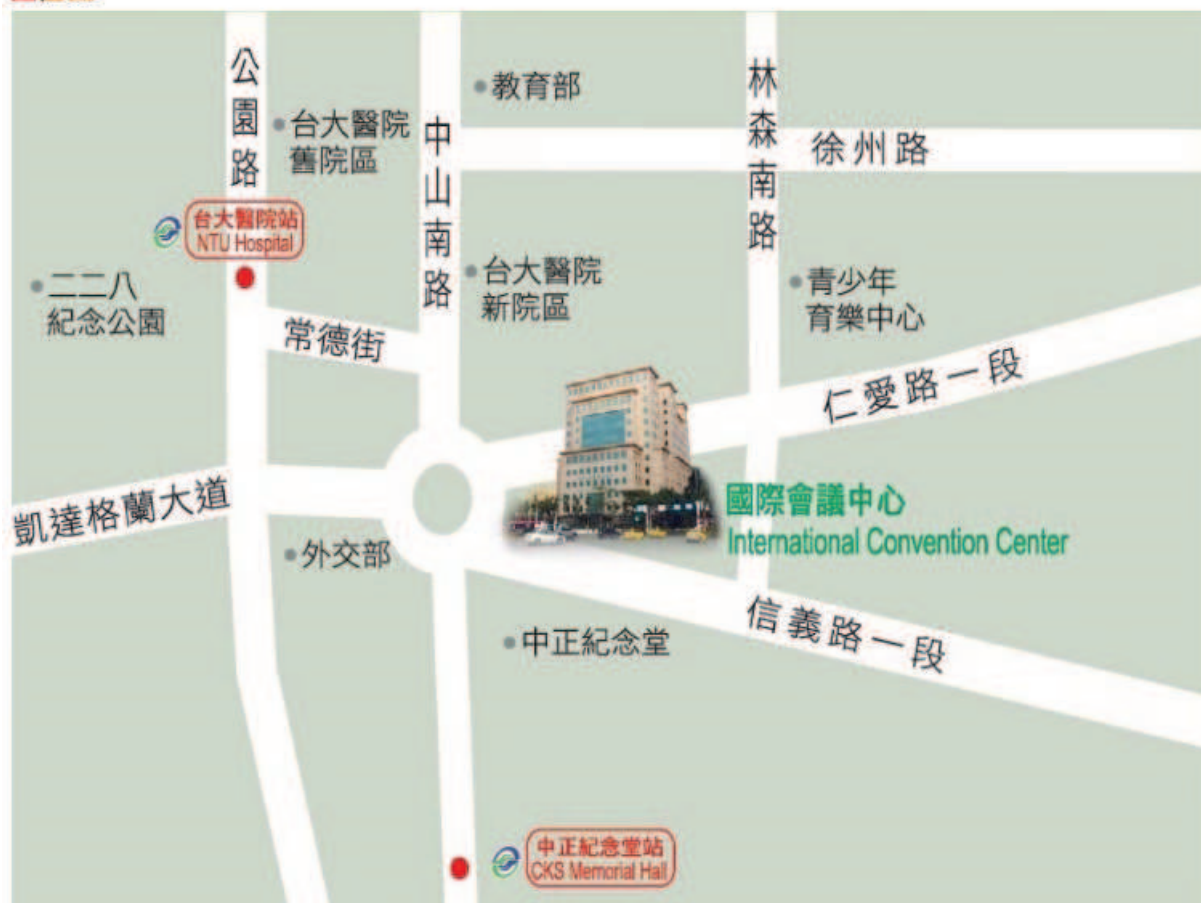 公園路
教育部
林森南路
台大醫院
舊院區
中山南路
徐州路
台大醫院站
NTU Hospital
二二八
紀念公園
台大醫院
新院區
青少年
育樂中心
常德街
仁愛路一段
凱達格蘭大道
國際會議中心
International Convention Center
外交部
信義路一段
中正紀念堂
中正紀念堂站
CKS Memorial Hall